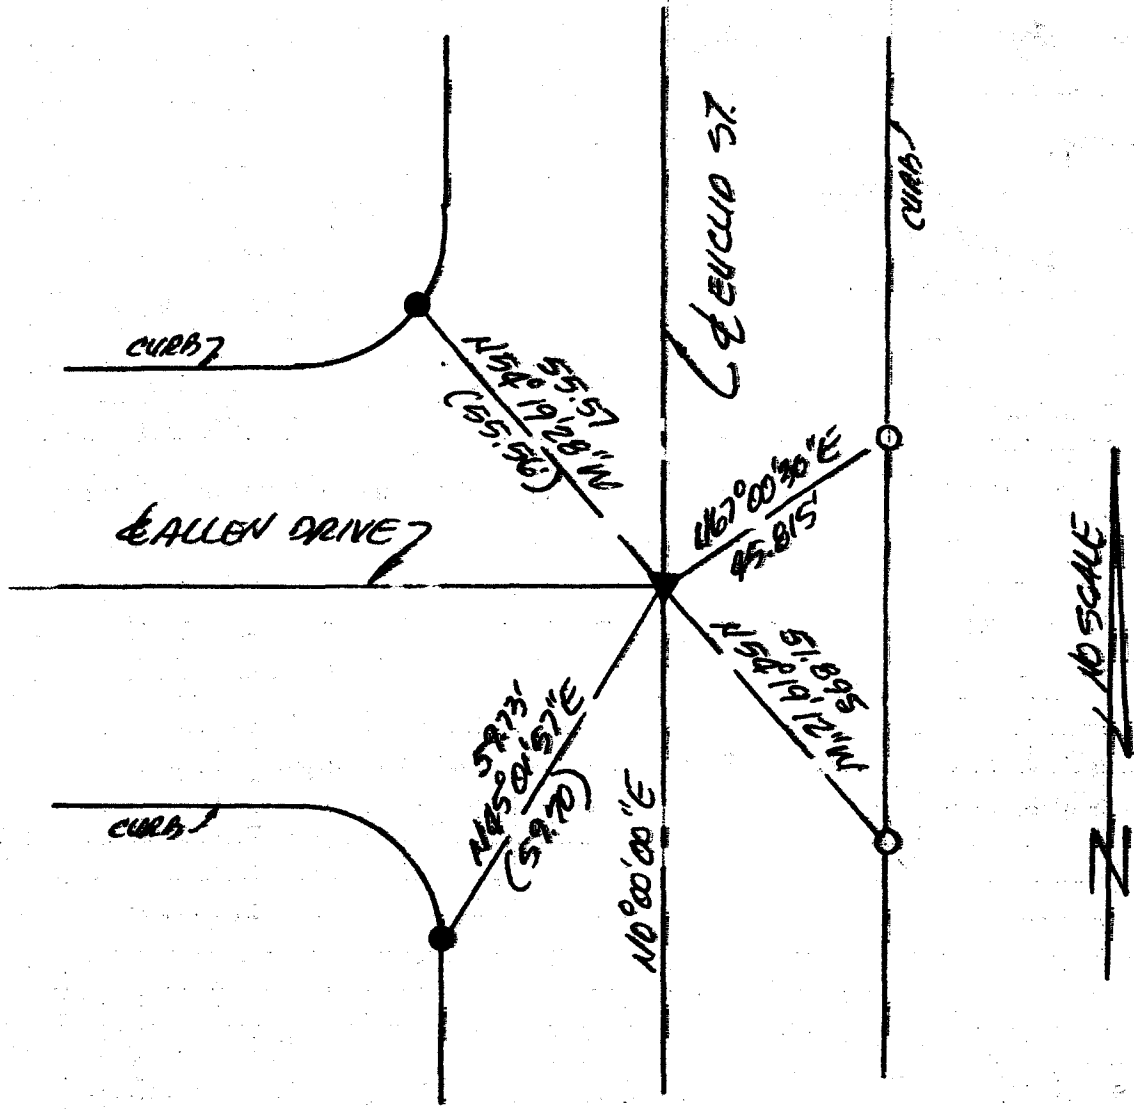 ℄ EUCLID ST.
CURB
CURB
55.57
N54°19'28"W
(55.56)
N67°00'30"E
45.815'
℄ ALLEN DRIVE
51.895
N54°19'12"W
NO SCALE
59.73'
N45°01'57"E
(59.70)
CURB
N0°00'00"E
N